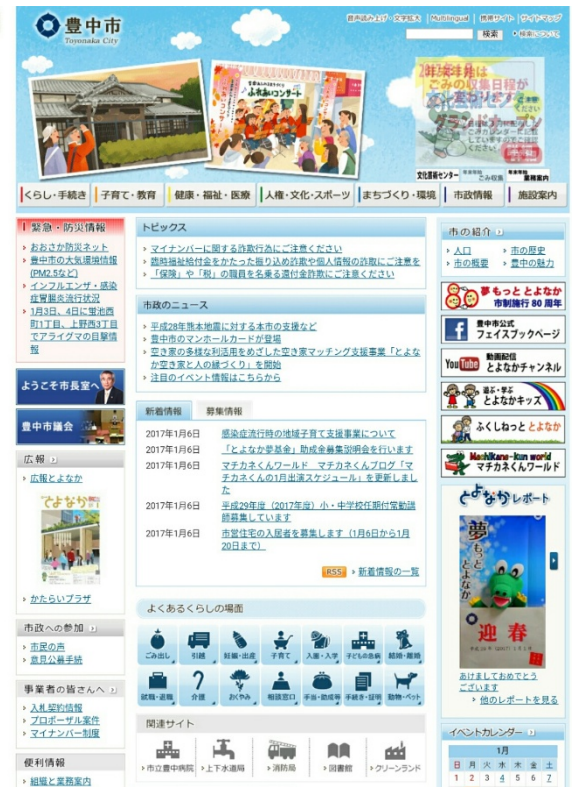 豊中市
Toyonaka City
音声読み上げ・文字拡大 | Multilingual | 携帯サイト | サイトマップ
検索
検索について
ふれあいコンサート
年末年始は
ごみの収集日程が
変わります
ください
文化芸術センター
ごみ収集
業務案内
くらし・手続き
子育て・教育
健康・福祉・医療
人権・文化・スポーツ
まちづくり・環境
市政情報
施設案内
緊急・防災情報
おおさか防災ネット
豊中市の大気環境情報
(PM2.5など)
インフルエンザ・感染
症胃腸炎流行状況
1月3日、4日に蛍池西
町1丁目、上野西3丁目
でアライグマの目撃情
報
ようこそ市長室へ
豊中市議会
広報
広報とよなか
とよなか
かたらいプラザ
市政への参加
市民の声
意見公募手続
事業者の皆さんへ
入札契約情報
プロポーザル案件
マイナンバー制度
便利情報
組織と業務案内
トピックス
マイナンバーに関する詐欺行為にご注意ください
臨時福祉給付金をかたった振り込め詐欺や個人情報の詐取にご注意を
「保険」や「税」の職員を名乗る還付金詐欺にご注意ください
市政のニュース
平成28年熊本地震に対する本市の支援など
豊中市のマンホールカードが登場
空き家の多様な利活用をめざした空き家マッチング支援事業「とよな
か空き家と人の縁づくり」を開始
注目のイベント情報はこちらから
新着情報
募集情報
2017年1月6日 感染症流行時の地域子育て支援事業について
2017年1月6日 「とよなか夢基金」助成金募集説明会を行います
2017年1月6日 マチカネくんワールド マチカネくんブログ「マ
チカネくんの1月出演スケジュール」を更新しまし
た
2017年1月6日 平成29年度（2017年度）小・中学校任期付常勤講
師募集しています
2017年1月6日 市営住宅の入居者を募集します（1月6日から1月
20日まで）
RSS 新着情報の一覧
よくあるくらしの場面
ごみ出し
引越
妊娠・出産
子育て
入園・入学
子どもの急病
結婚・離婚
就職・退職
介護
おくやみ
相談窓口
手当・助成等
手続き・証明
動物・ペット
関連サイト
市立豊中病院
上下水道局
消防局
図書館
クリーンランド
市の紹介
人口
市の歴史
市の概要
豊中の魅力
夢もっととよなか
市制施行 80 周年
豊中市公式
フェイスブックページ
YouTube
動画配信
とよなかチャンネル
遊ぶ・学ぶ
とよなかキッズ
ふくしねっととよなか
Machikane-kun world
マチカネくんワールド
とよなかレポート
夢もっととよなか
迎春
あけましておめでとう
ございます
他のレポートを見る
イベントカレンダー
1月
日 月 火 水 木 金 土
1 2 3 4 5 6 7